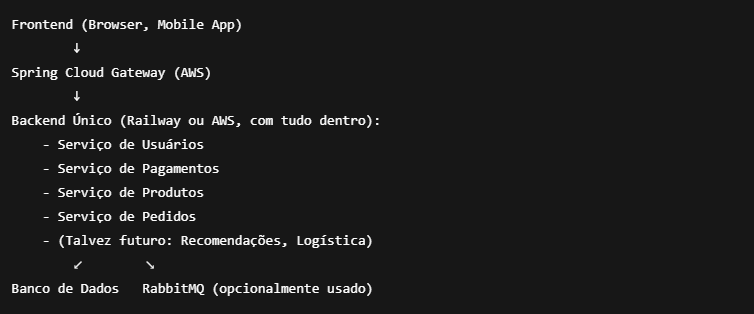 Frontend (Browser, Mobile App)
↓
Spring Cloud Gateway (AWS)
↓
Backend Único (Railway ou AWS, com tudo dentro):
- Serviço de Usuários
- Serviço de Pagamentos
- Serviço de Produtos
- Serviço de Pedidos
- (Talvez futuro: Recomendações, Logística)
↙ ↘
Banco de Dados RabbitMQ (opcionalmente usado)